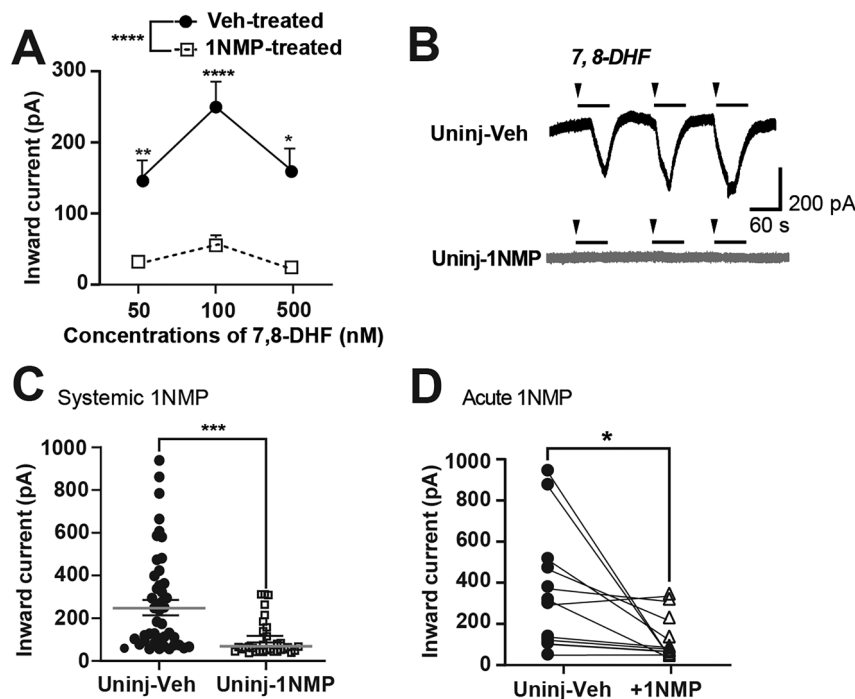 A
**** Veh-treated
1NMP-treated
Inward current (pA)
300
200
100
0
**
****
*
50 100 500
Concentrations of 7,8-DHF (nM)
B
7, 8-DHF
Uninj-Veh
200 pA
60 s
Uninj-1NMP
C Systemic 1NMP
***
Inward current (pA)
1000
800
600
400
200
0
Uninj-Veh Uninj-1NMP
D Acute 1NMP
*
Inward current (pA)
1000
800
600
400
200
0
Uninj-Veh +1NMP